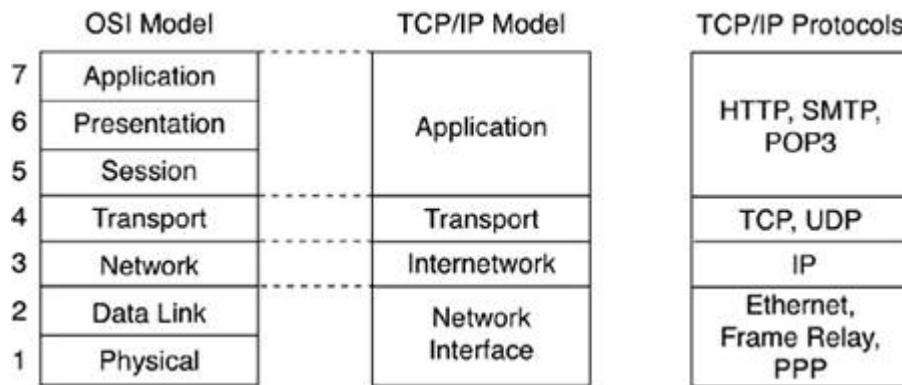 OSI Model
TCP/IP Model
TCP/IP Protocols
7 Application
6 Presentation
5 Session
4 Transport
3 Network
2 Data Link
1 Physical
Application
Transport
Internetwork
Network
Interface
HTTP, SMTP,
POP3
TCP, UDP
IP
Ethernet,
Frame Relay,
PPP